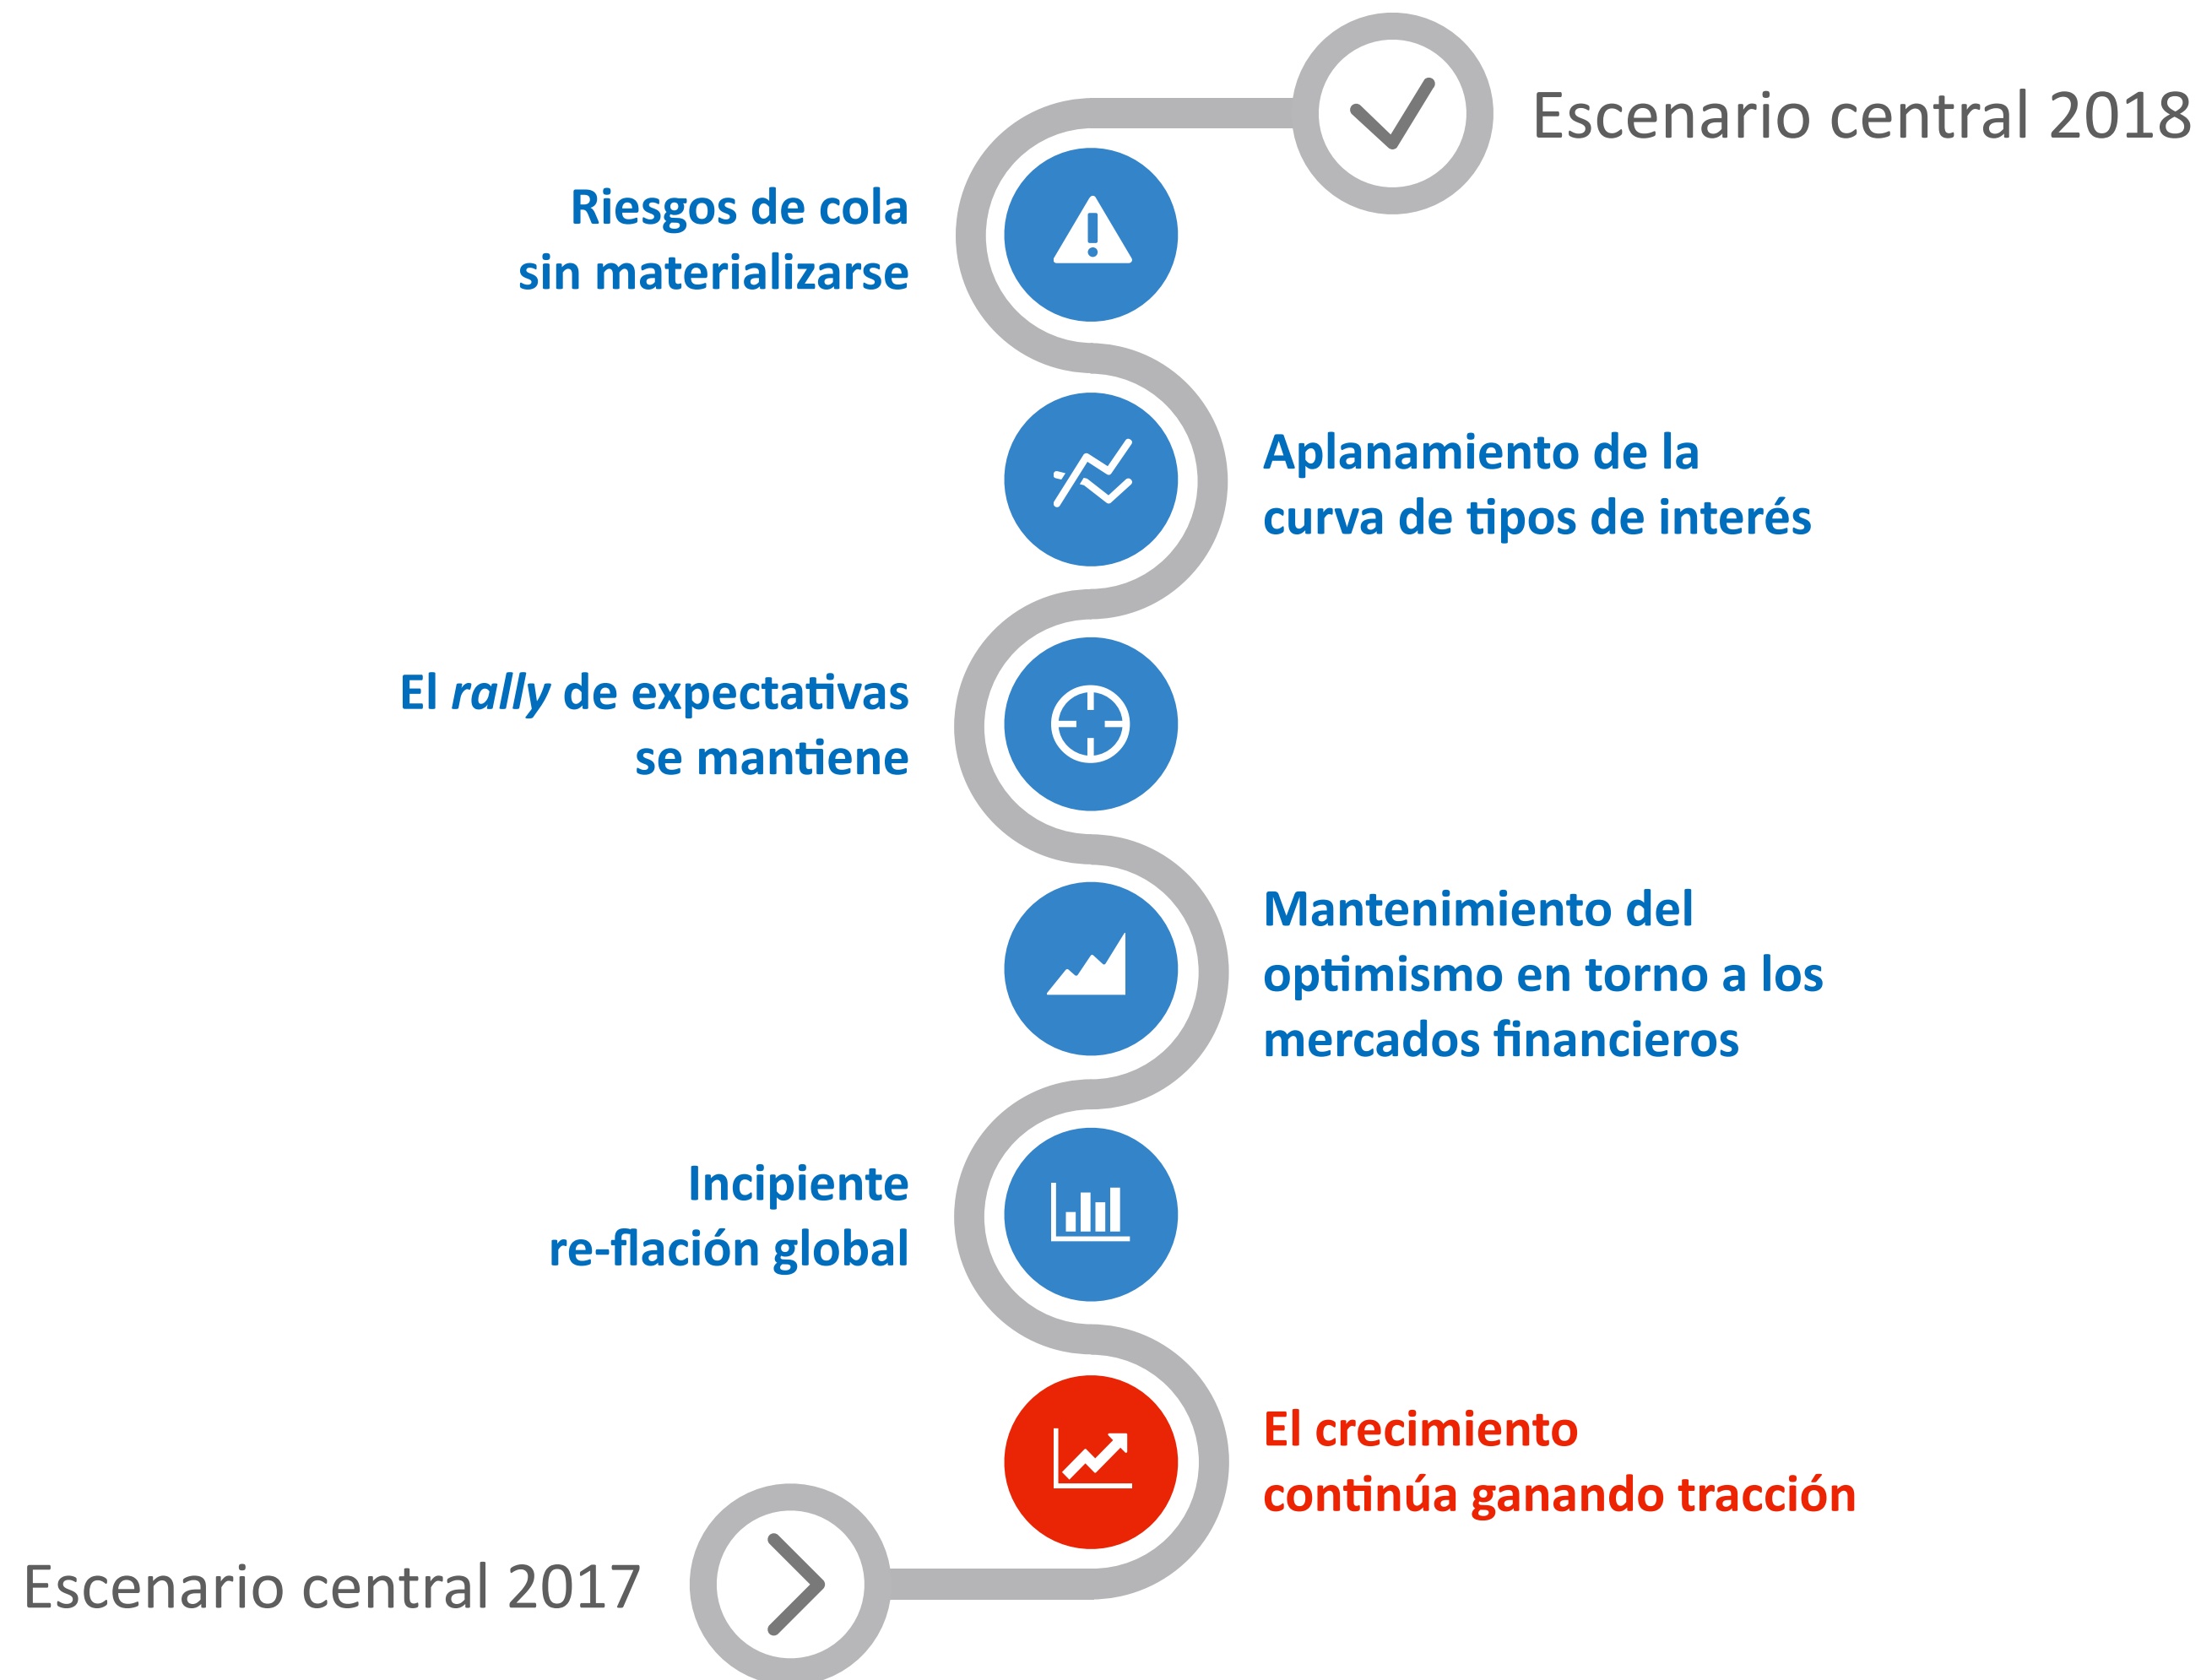 Escenario central 2018
Riesgos de cola
sin materializarse
Aplanamiento de la
curva de tipos de interés
El rally de expectativas
se mantiene
Mantenimiento del
optimismo en torno a los
mercados financieros
Incipiente
re-flación global
El crecimiento
continúa ganando tracción
Escenario central 2017